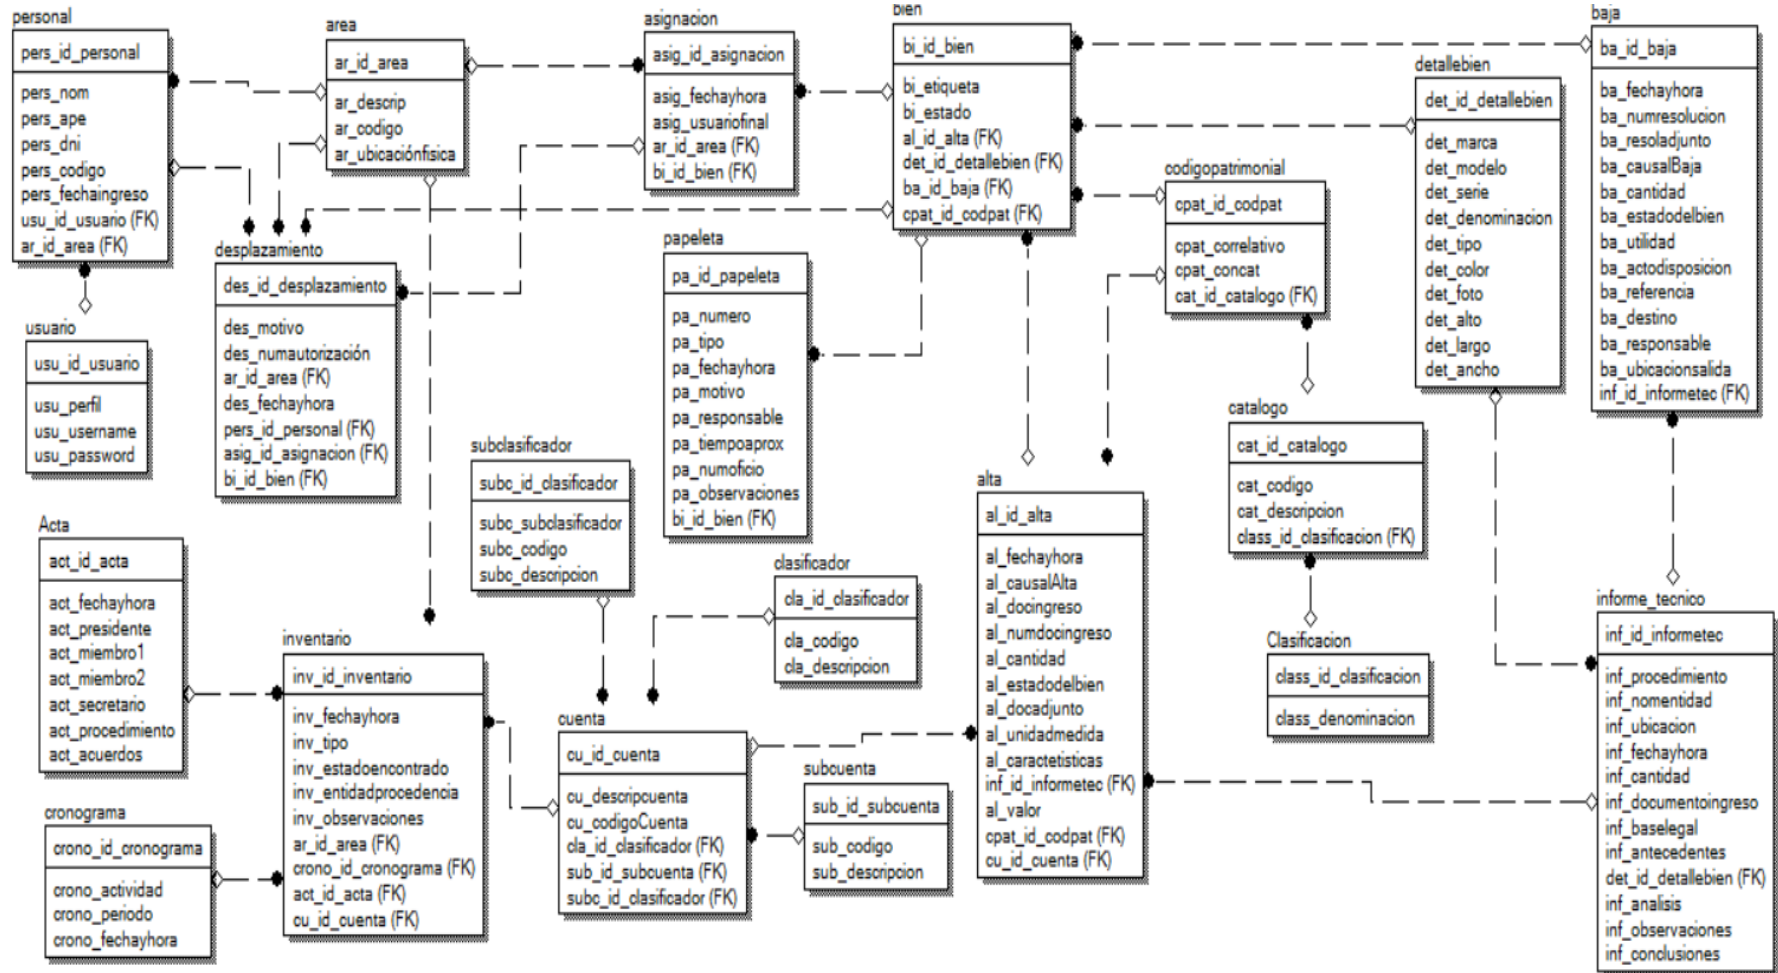 personal
pers_id_personal
pers_nom
pers_ape
pers_dni
pers_codigo
pers_fechaingreso
usu_id_usuario (FK)
ar_id_area (FK)
area
ar_id_area
ar_descrip
ar_codigo
ar_ubicaciónfisica
asignacion
asig_id_asignacion
asig_fechayhora
asig_usuariofinal
ar_id_area (FK)
bi_id_bien (FK)
bien
bi_id_bien
bi_etiqueta
bi_estado
al_id_alta (FK)
det_id_detallebien (FK)
ba_id_baja (FK)
cpat_id_codpat (FK)
baja
ba_id_baja
ba_fechayhora
ba_numresolucion
ba_resoladjunto
ba_causalBaja
ba_cantidad
ba_estadodelbien
ba_utilidad
ba_actodisposicion
ba_referencia
ba_destino
ba_responsable
ba_ubicacionsalida
inf_id_informetec (FK)
detallebien
det_id_detallebien
det_marca
det_modelo
det_serie
det_denominacion
det_tipo
det_color
det_foto
det_alto
det_largo
det_ancho
codigopatrimonial
cpat_id_codpat
cpat_correlativo
cpat_concat
cat_id_catalogo (FK)
desplazamiento
des_id_desplazamiento
des_motivo
des_numautorización
ar_id_area (FK)
des_fechayhora
pers_id_personal (FK)
asig_id_asignacion (FK)
bi_id_bien (FK)
papeleta
pa_id_papeleta
pa_numero
pa_tipo
pa_fechayhora
pa_motivo
pa_responsable
pa_tiempoaprox
pa_numoficio
pa_observaciones
bi_id_bien (FK)
usuario
usu_id_usuario
usu_perfil
usu_username
usu_password
catalogo
cat_id_catalogo
cat_codigo
cat_descripcion
class_id_clasificacion (FK)
subclasificador
subc_id_clasificador
subc_subclasificador
subc_codigo
subc_descripcion
alta
al_id_alta
al_fechayhora
al_causalAlta
al_docingreso
al_numdocingreso
al_cantidad
al_estadodelbien
al_docadjunto
al_unidadmedida
al_caractetisticas
inf_id_informetec (FK)
al_valor
cpat_id_codpat (FK)
cu_id_cuenta (FK)
Acta
act_id_acta
act_fechayhora
act_presidente
act_miembro1
act_miembro2
act_secretario
act_procedimiento
act_acuerdos
clasificador
cla_id_clasificador
cla_codigo
cla_descripcion
informe_tecnico
inf_id_informetec
inf_procedimiento
inf_nomentidad
inf_ubicacion
inf_fechayhora
inf_cantidad
inf_documentoingreso
inf_baselegal
inf_antecedentes
det_id_detallebien (FK)
inf_analisis
inf_observaciones
inf_conclusiones
Clasificacion
class_id_clasificacion
class_denominacion
inventario
inv_id_inventario
inv_fechayhora
inv_tipo
inv_estadoencontrado
inv_entidadprocedencia
inv_observaciones
ar_id_area (FK)
crono_id_cronograma (FK)
act_id_acta (FK)
cu_id_cuenta (FK)
cuenta
cu_id_cuenta
cu_descripcuenta
cu_codigoCuenta
cla_id_clasificador (FK)
sub_id_subcuenta (FK)
subc_id_clasificador (FK)
subcuenta
sub_id_subcuenta
sub_codigo
sub_descripcion
cronograma
crono_id_cronograma
crono_actividad
crono_periodo
crono_fechayhora